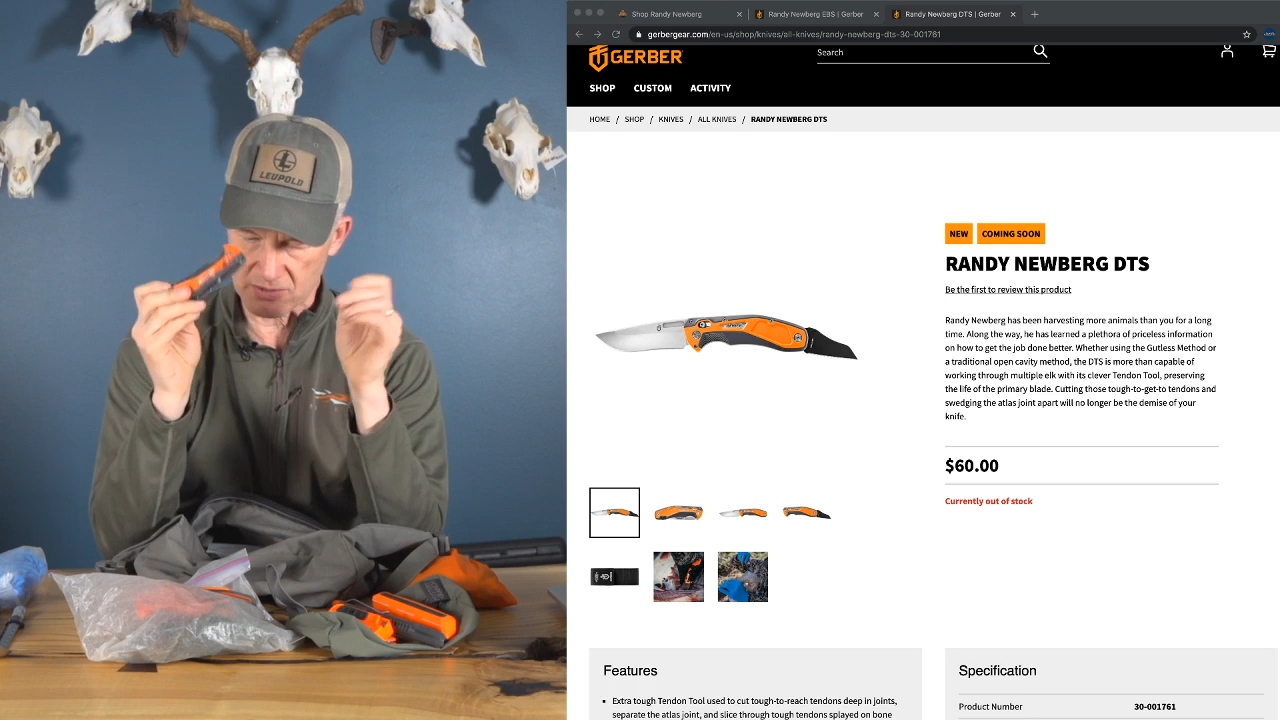 LEUPOLD
Shop Randy Newberg
Randy Newberg EBS | Gerber
Randy Newberg DTS | Gerber
gerbergear.com/en-us/shop/knives/all-knives/randy-newberg-dts-30-001761
GERBER
Search
SHOP CUSTOM ACTIVITY
HOME / SHOP / KNIVES / ALL KNIVES / RANDY NEWBERG DTS
NEW COMING SOON
RANDY NEWBERG DTS
Be the first to review this product
Randy Newberg has been harvesting more animals than you for a long
time. Along the way, he has learned a plethora of priceless information
on how to get the job done better. Whether using the Gutless Method or
a traditional open cavity method, the DTS is more than capable of
working through multiple elk with its clever Tendon Tool, preserving
the life of the primary blade. Cutting those tough-to-get-to tendons and
swedging the atlas joint apart will no longer be the demise of your
knife.
$60.00
Currently out of stock
Features
Extra tough Tendon Tool used to cut tough-to-reach tendons deep in joints,
separate the atlas joint, and slice through tough tendons splayed on bone
Specification
Product Number 30-001761